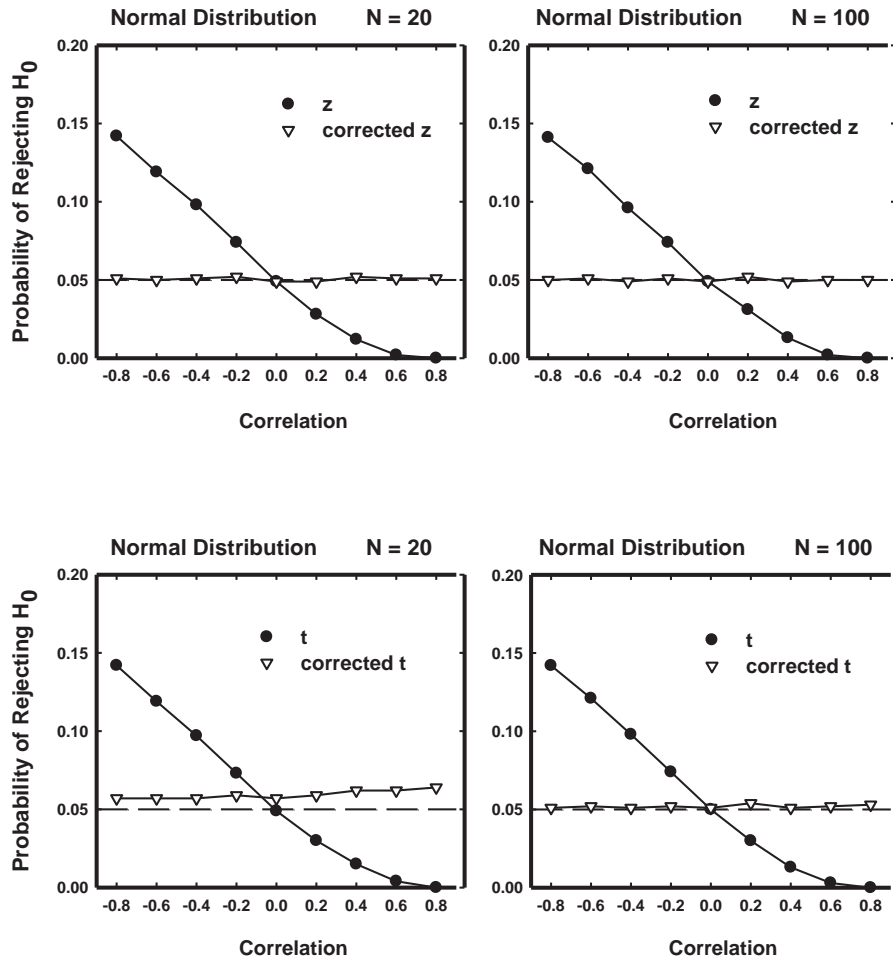 Normal Distribution N = 20
Probability of Rejecting H0
0.20
0.15
0.10
0.05
0.00
z
corrected z
-0.8 -0.6 -0.4 -0.2 0.0 0.2 0.4 0.6 0.8
Correlation
Normal Distribution N = 100
0.20
0.15
0.10
0.05
0.00
z
corrected z
-0.8 -0.6 -0.4 -0.2 0.0 0.2 0.4 0.6 0.8
Correlation
Normal Distribution N = 20
Probability of Rejecting H0
0.20
0.15
0.10
0.05
0.00
t
corrected t
-0.8 -0.6 -0.4 -0.2 0.0 0.2 0.4 0.6 0.8
Correlation
Normal Distribution N = 100
0.20
0.15
0.10
0.05
0.00
t
corrected t
-0.8 -0.6 -0.4 -0.2 0.0 0.2 0.4 0.6 0.8
Correlation